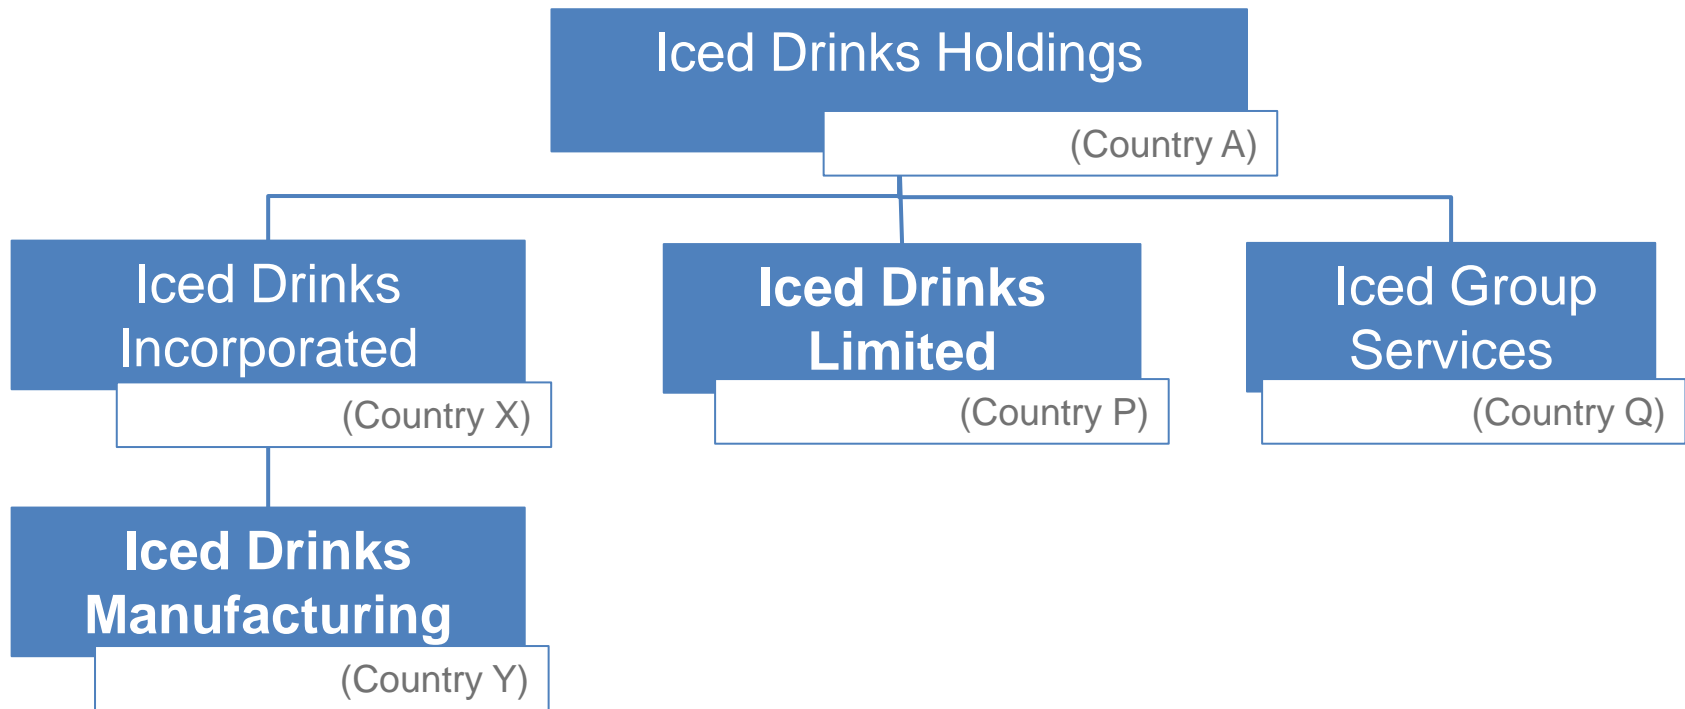 Iced Drinks Holdings
(Country A)
Iced Drinks
Incorporated
(Country X)
Iced Drinks
Limited
(Country P)
Iced Group
Services
(Country Q)
Iced Drinks
Manufacturing
(Country Y)